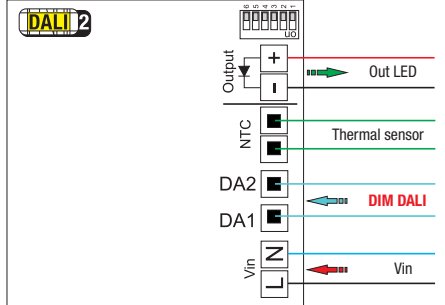 DALI 2
6 5 4 3 2 1
ON
Output
+
-
Out LED
NTC
Thermal sensor
DA2
DA1
DIM DALI
Vin
N
L
Vin